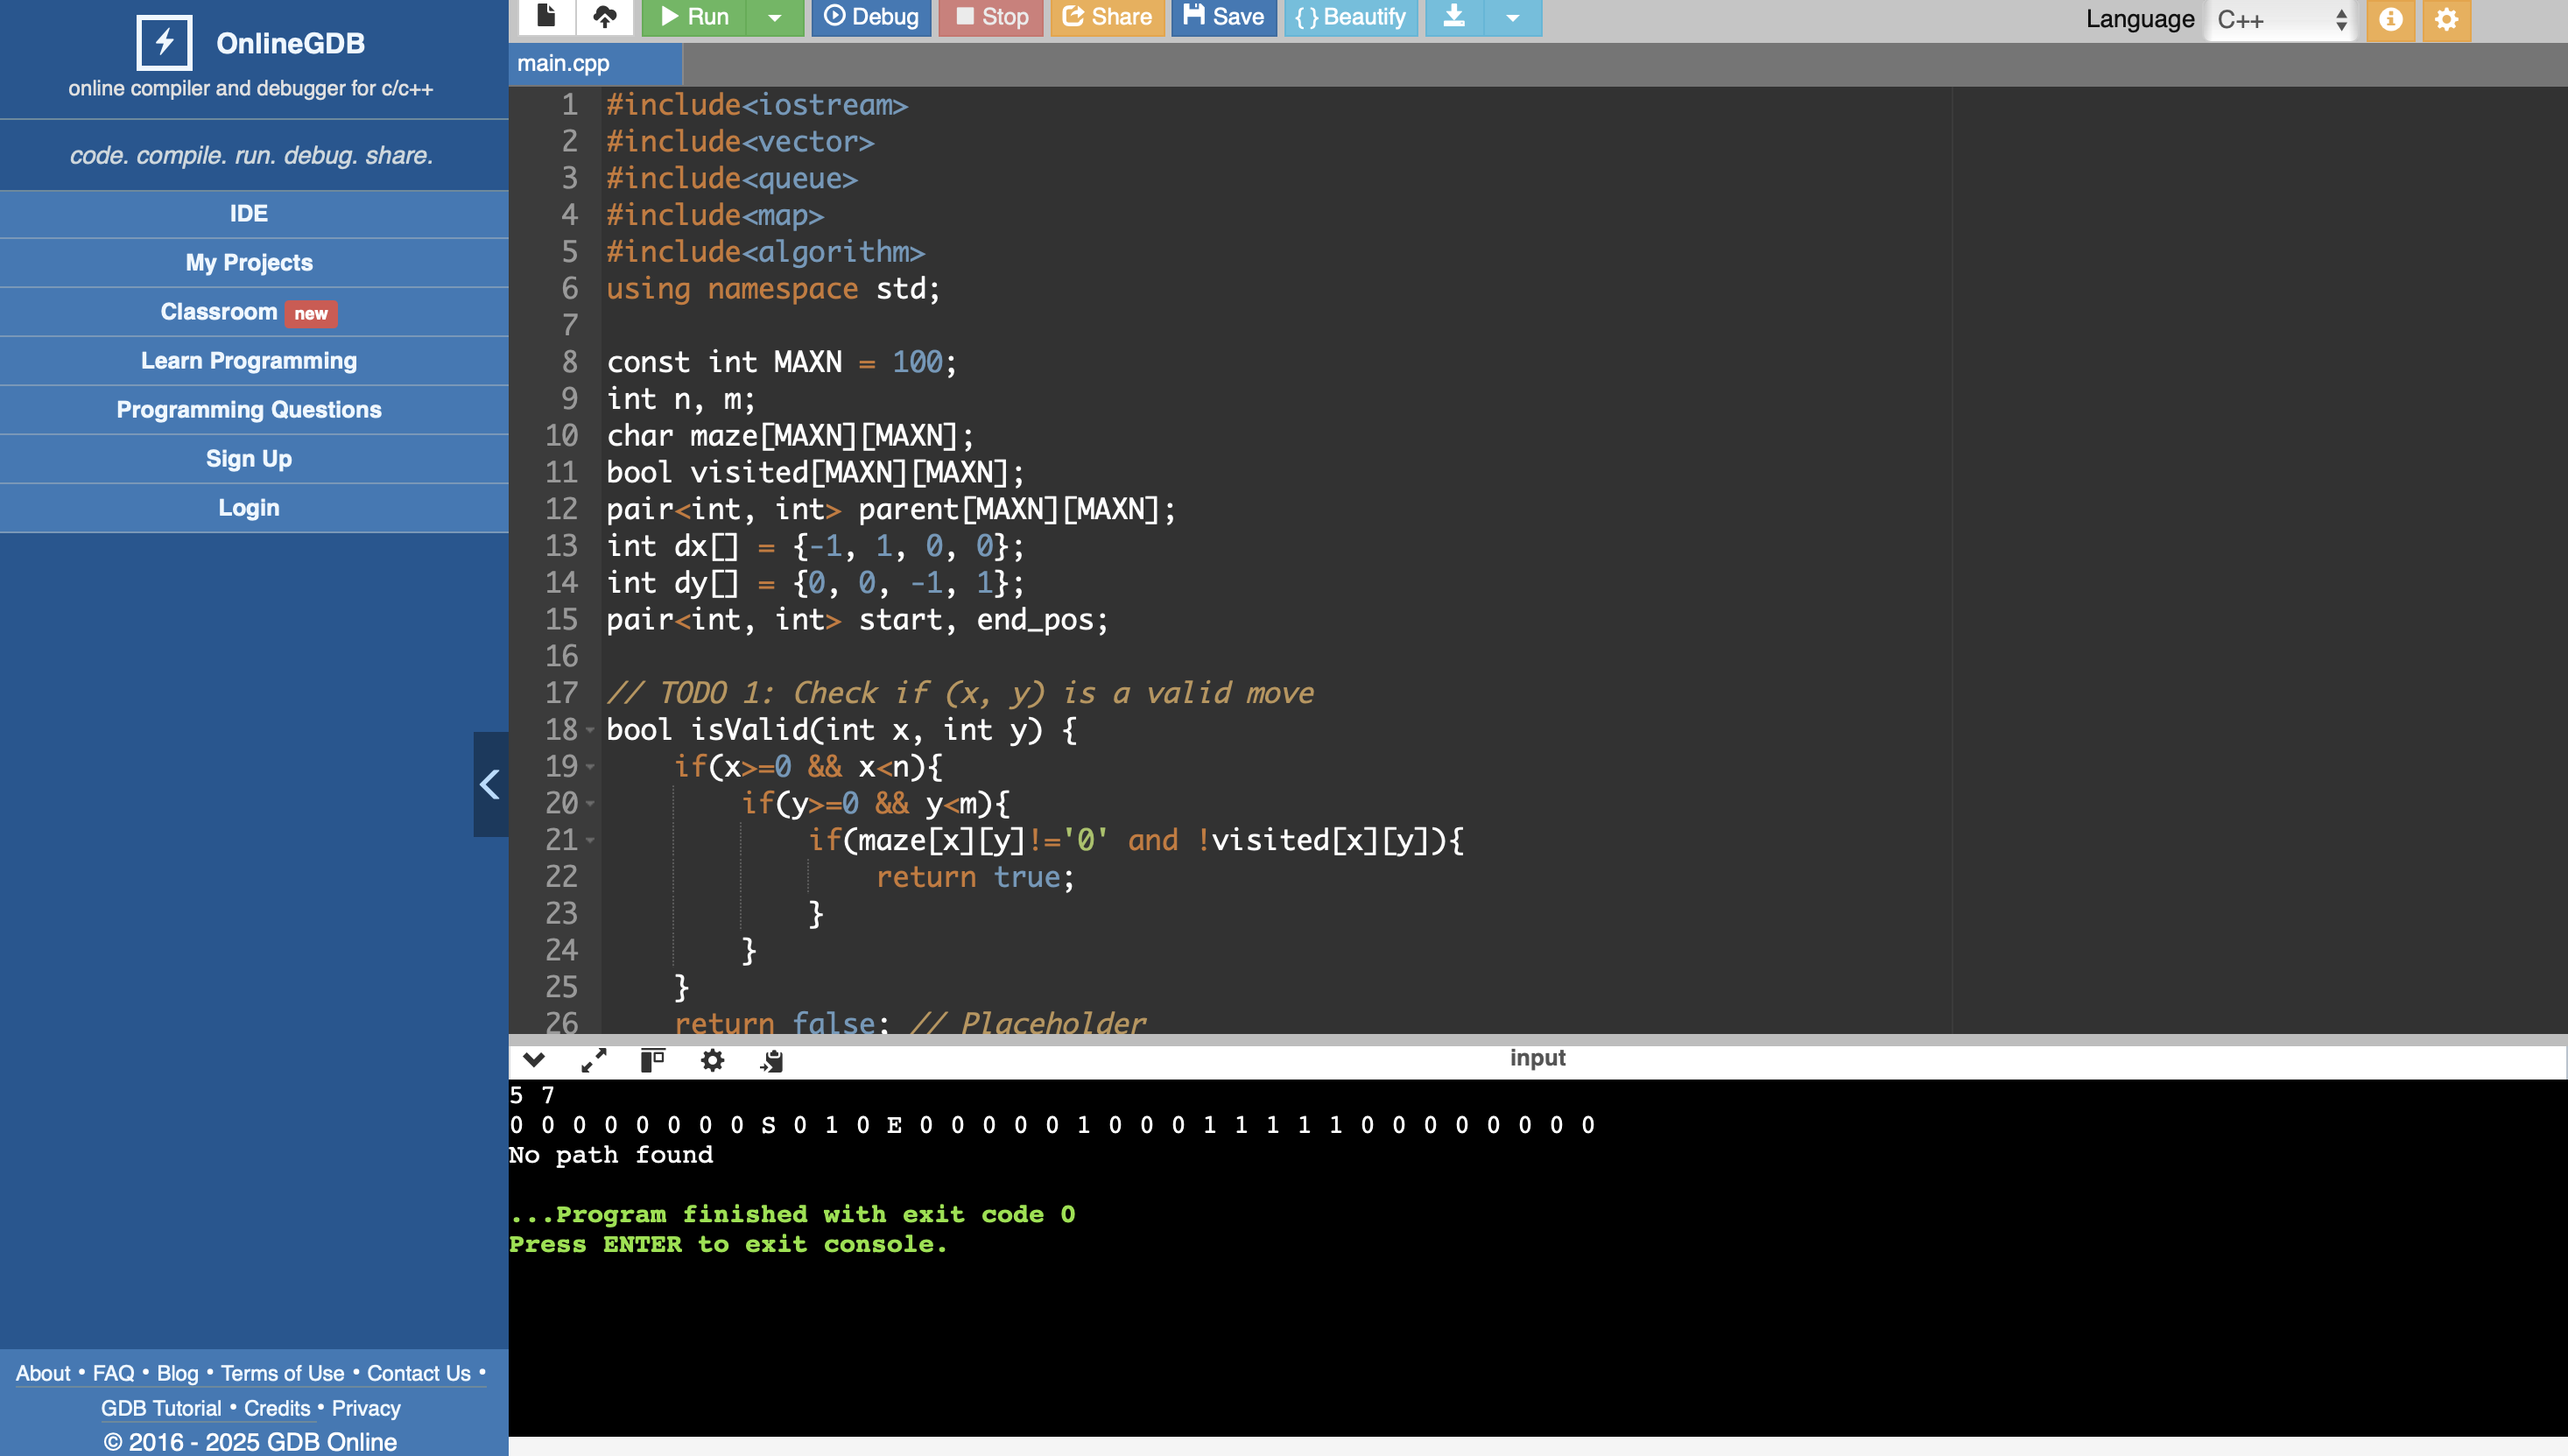 OnlineGDB
online compiler and debugger for c/c++
code. compile. run. debug. share.
IDE
My Projects
Classroom new
Learn Programming
Programming Questions
Sign Up
Login
About • FAQ • Blog • Terms of Use • Contact Us •
GDB Tutorial • Credits • Privacy
© 2016 - 2025 GDB Online
Run Debug Stop Share Save { } Beautify Language C++
main.cpp
1 #include<iostream>
2 #include<vector>
3 #include<queue>
4 #include<map>
5 #include<algorithm>
6 using namespace std;
7
8 const int MAXN = 100;
9 int n, m;
10 char maze[MAXN][MAXN];
11 bool visited[MAXN][MAXN];
12 pair<int, int> parent[MAXN][MAXN];
13 int dx[] = {-1, 1, 0, 0};
14 int dy[] = {0, 0, -1, 1};
15 pair<int, int> start, end_pos;
16
17 // TODO 1: Check if (x, y) is a valid move
18 bool isValid(int x, int y) {
19 if(x>=0 && x<n){
20 if(y>=0 && y<m){
21 if(maze[x][y]!='0' and !visited[x][y]){
22 return true;
23 }
24 }
25 }
26 return false; // Placeholder
input
5 7
0 0 0 0 0 0 0 0 S 0 1 0 E 0 0 0 0 0 1 0 0 0 1 1 1 1 1 0 0 0 0 0 0 0 0
No path found
...Program finished with exit code 0
Press ENTER to exit console.